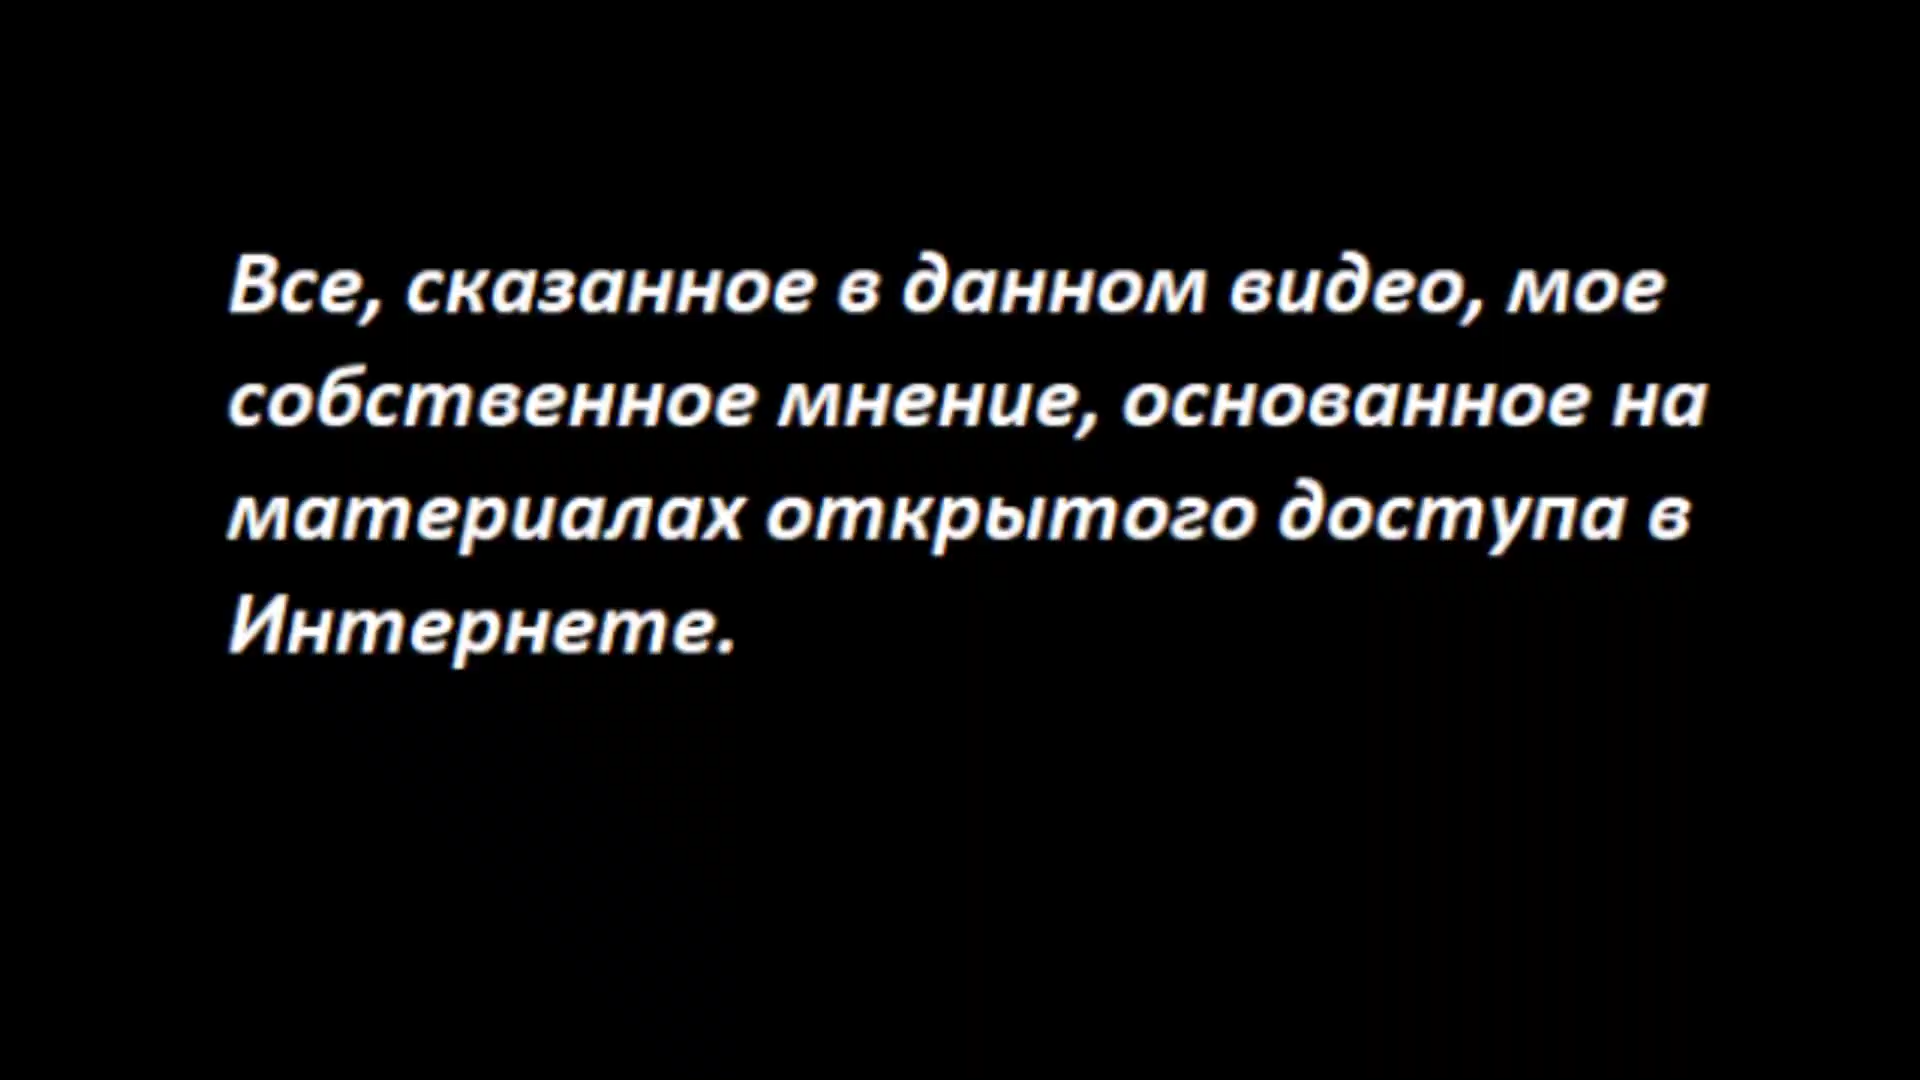 Все, сказанное в данном видео, мое
собственное мнение, основанное на
материалах открытого доступа в
Интернете.